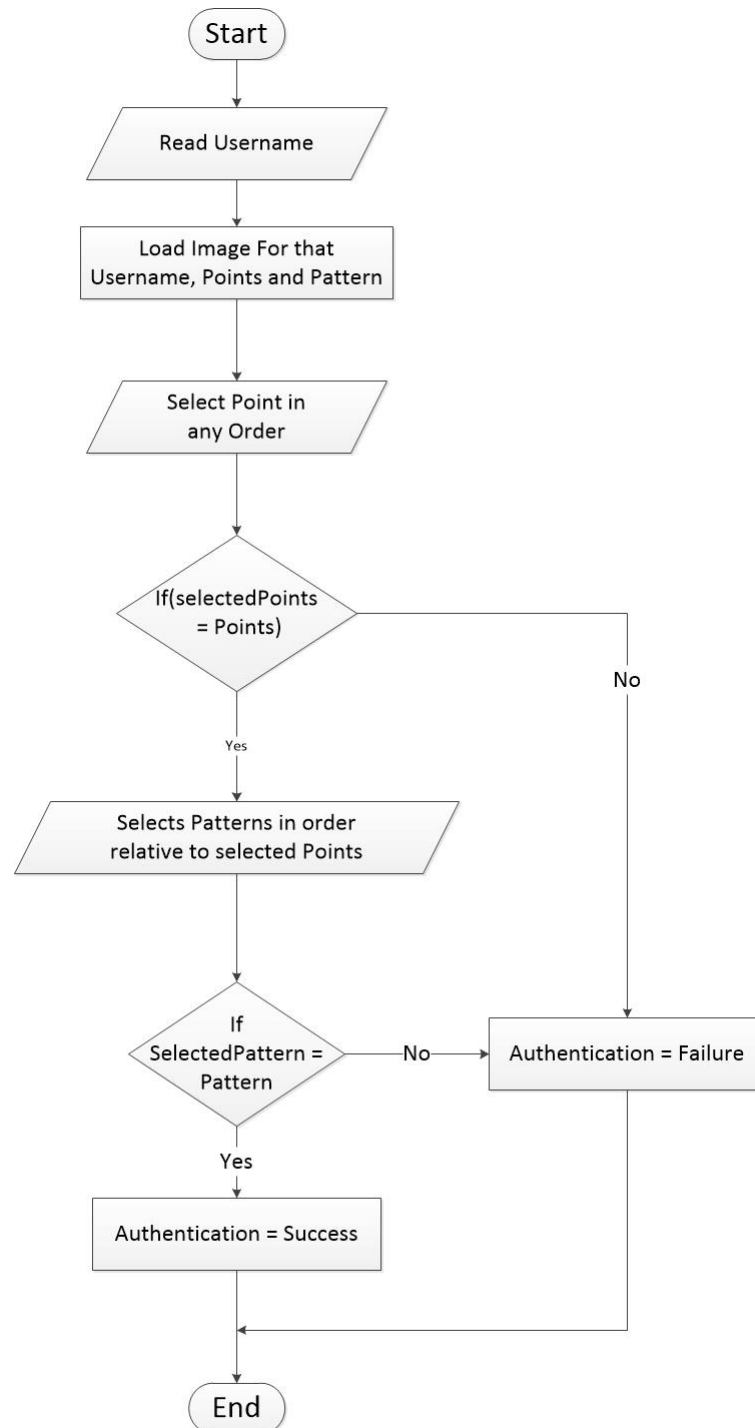 Start
Read Username
Load Image For that
Username, Points and Pattern
Select Point in
any Order
If(selectedPoints
= Points)
No
Yes
Selects Patterns in order
relative to selected Points
If
SelectedPattern =
Pattern
No
Authentication = Failure
Yes
Authentication = Success
End